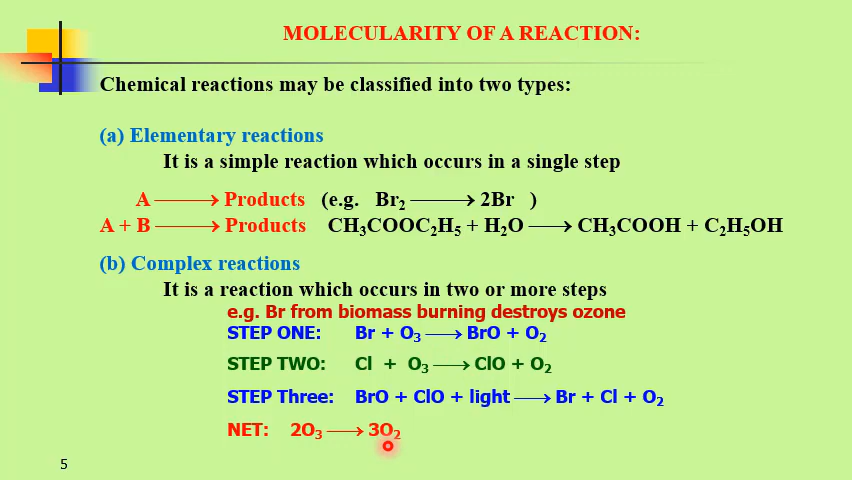 MOLECULARITY OF A REACTION:
Chemical reactions may be classified into two types:
(a) Elementary reactions
It is a simple reaction which occurs in a single step
A ⟶ Products (e.g. Br₂ ⟶ 2Br )
A + B ⟶ Products CH₃COOC₂H₅ + H₂O ⟶ CH₃COOH + C₂H₅OH
(b) Complex reactions
It is a reaction which occurs in two or more steps
e.g. Br from biomass burning destroys ozone
STEP ONE: Br + O₃ ⟶ BrO + O₂
STEP TWO: Cl + O₃ ⟶ ClO + O₂
STEP Three: BrO + ClO + light ⟶ Br + Cl + O₂
NET: 2O₃ ⟶ 3O₂
5